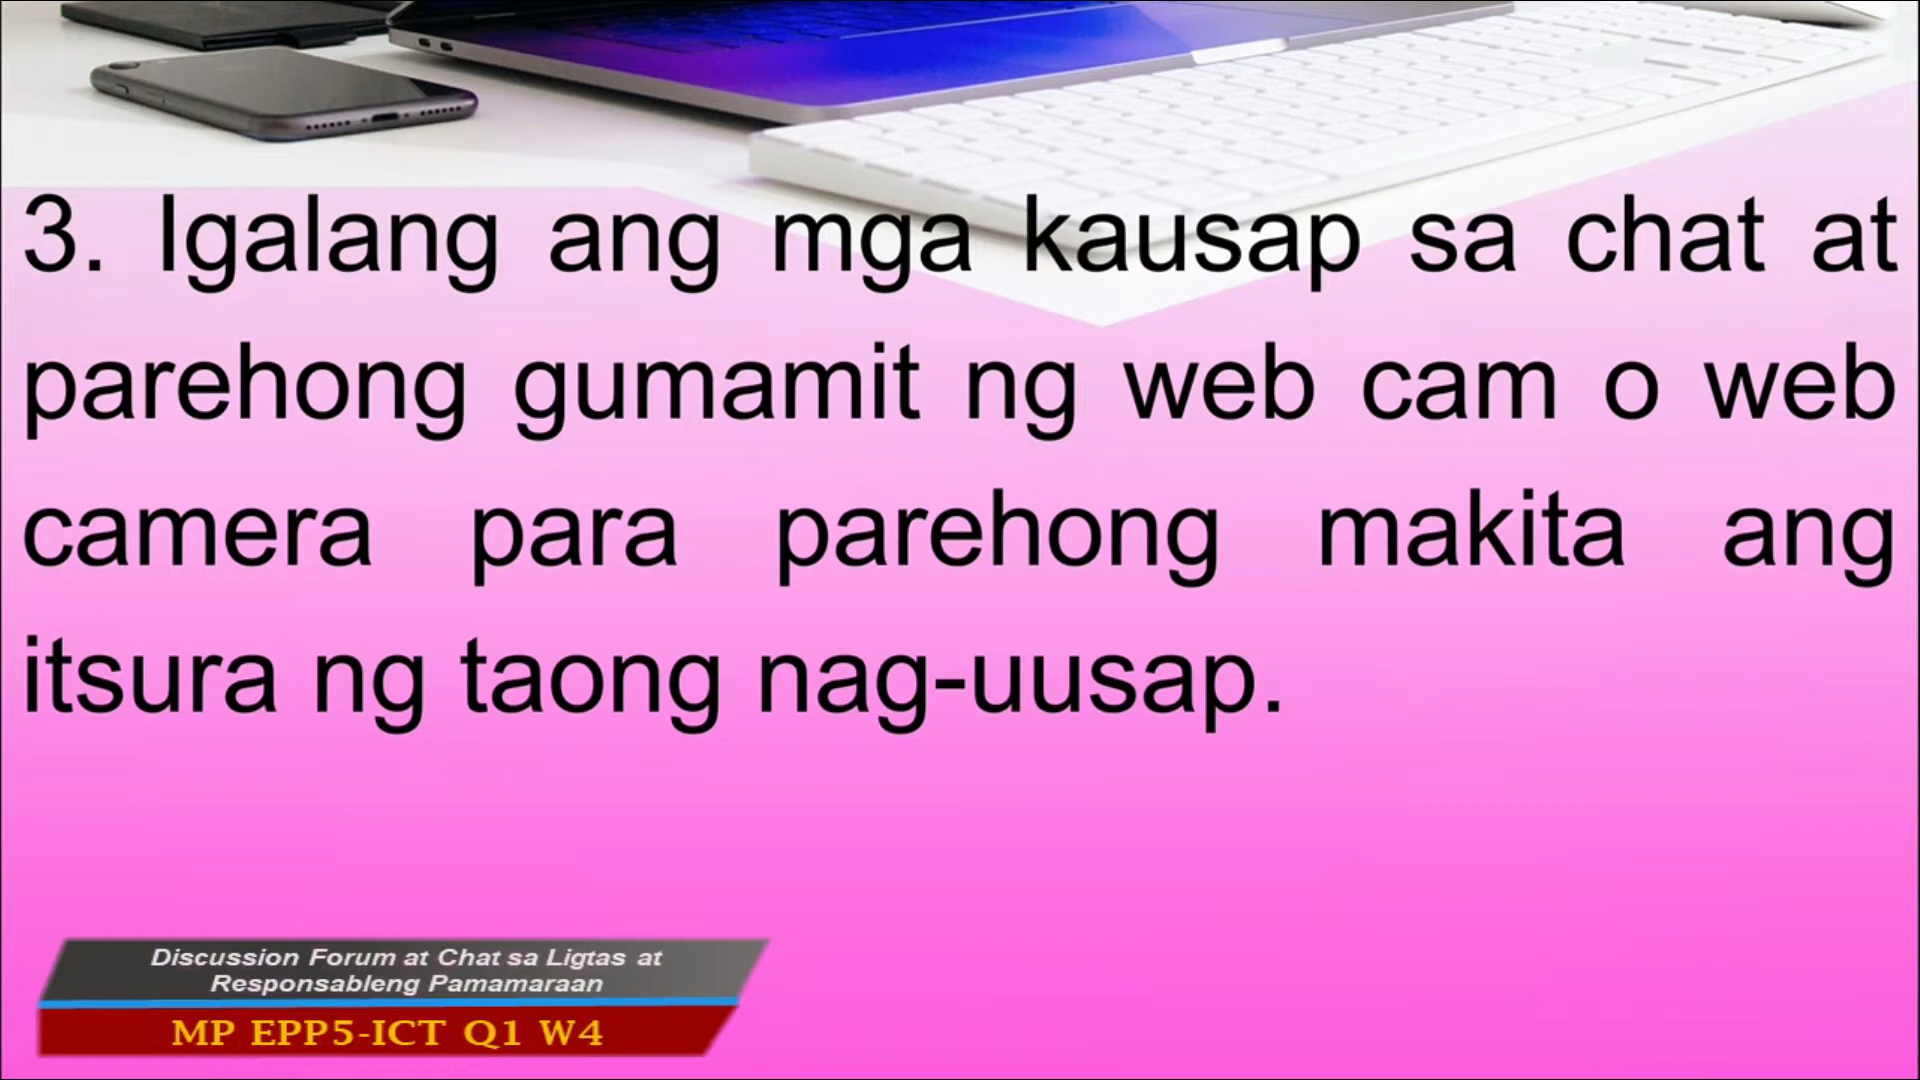 3. Igalang ang mga kausap sa chat at
parehong gumamit ng web cam o web
camera para parehong makita ang
itsura ng taong nag-uusap.
Discussion Forum at Chat sa Ligtas at
Responsableng Pamamaraan
MP EPP5-ICT Q1 W4